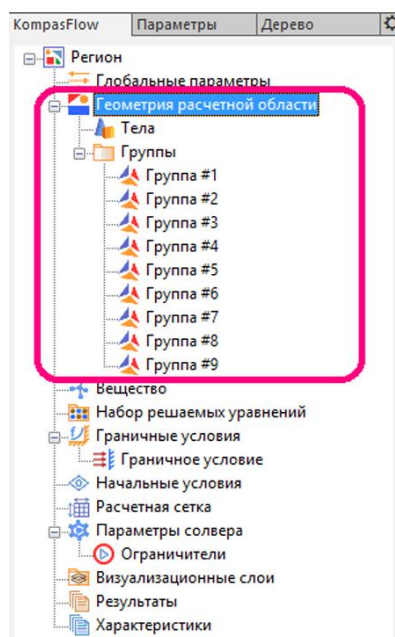 KompasFlow Параметры Дерево
Регион
Глобальные параметры
Геометрия расчетной области
Тела
Группы
Группа #1
Группа #2
Группа #3
Группа #4
Группа #5
Группа #6
Группа #7
Группа #8
Группа #9
Вещество
Набор решаемых уравнений
Граничные условия
Граничное условие
Начальные условия
Расчетная сетка
Параметры солвера
Ограничители
Визуализационные слои
Результаты
Характеристики